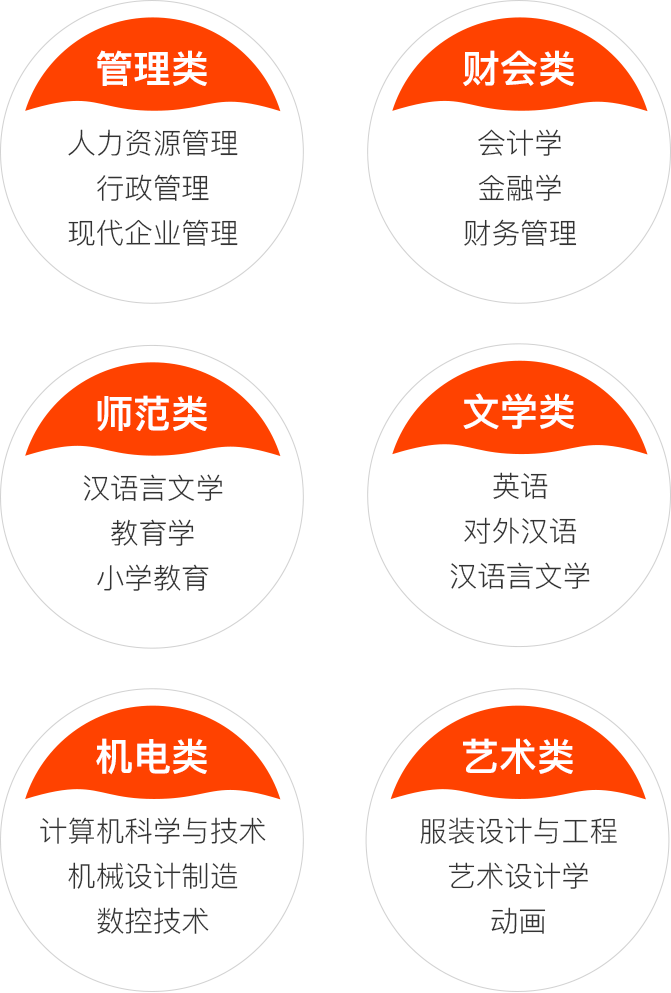 管理类
人力资源管理
行政管理
现代企业管理
财会类
会计学
金融学
财务管理
师范类
汉语言文学
教育学
小学教育
文学类
英语
对外汉语
汉语言文学
机电类
计算机科学与技术
机械设计制造
数控技术
艺术类
服装设计与工程
艺术设计学
动画